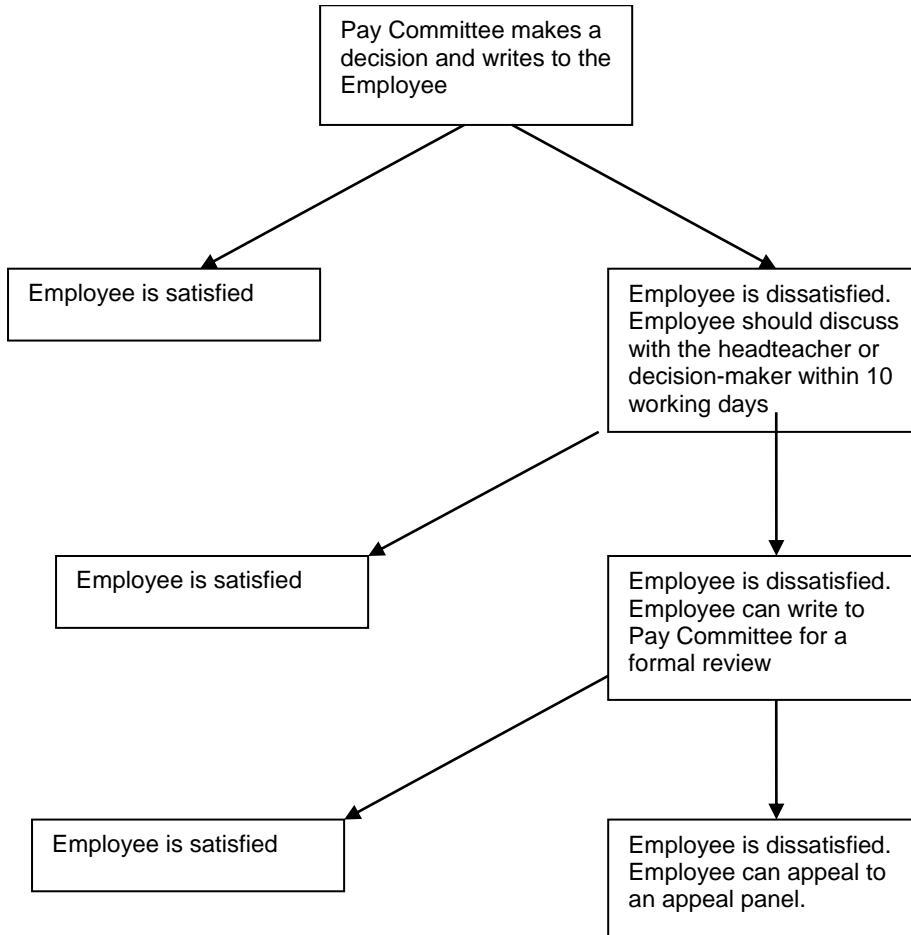 Pay Committee makes a
decision and writes to the
Employee
Employee is satisfied
Employee is dissatisfied.
Employee should discuss
with the headteacher or
decision-maker within 10
working days
Employee is satisfied
Employee is dissatisfied.
Employee can write to
Pay Committee for a
formal review
Employee is satisfied
Employee is dissatisfied.
Employee can appeal to
an appeal panel.